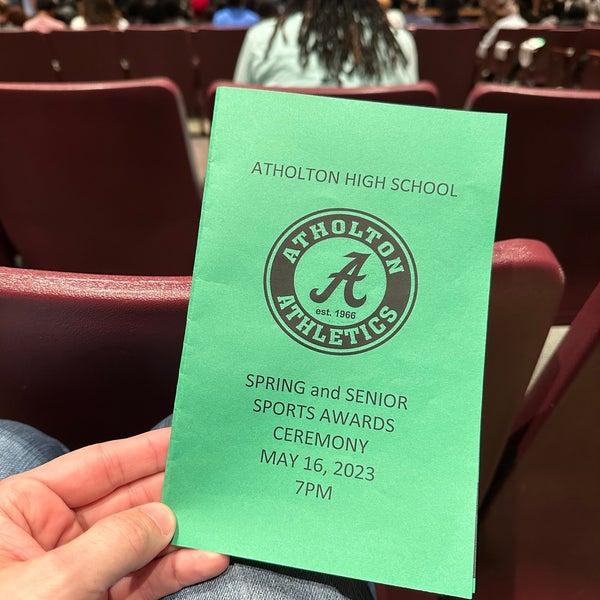 ATHOLTON HIGH SCHOOL
ATHOLTON
A
est. 1966
ATHLETICS
SPRING and SENIOR
SPORTS AWARDS
CEREMONY
MAY 16, 2023
7PM